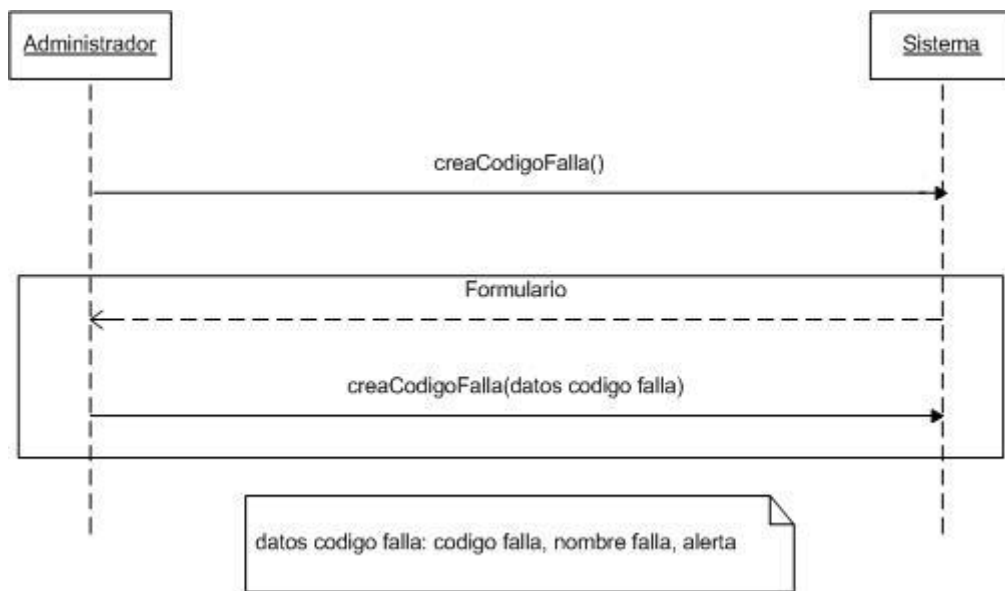 Administrador
Sistema
creaCodigoFalla()
Formulario
creaCodigoFalla(datos codigo falla)
datos codigo falla: codigo falla, nombre falla, alerta